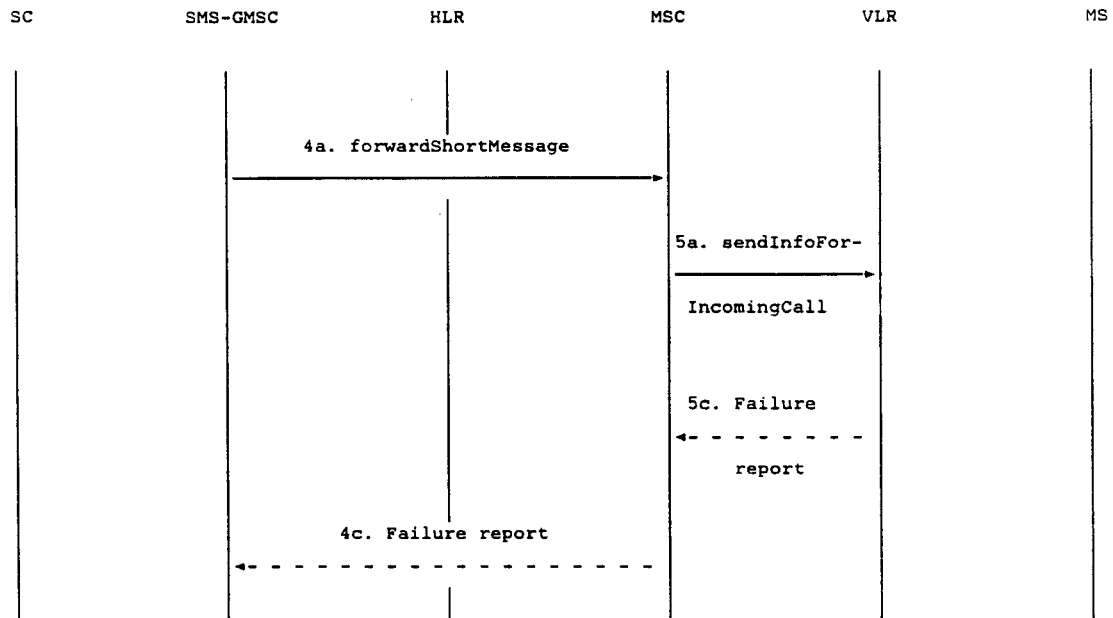 SC SMS-GMSC HLR MSC VLR MS
4a. forwardShortMessage
5a. sendInfoFor-
IncomingCall
5c. Failure
report
4c. Failure report